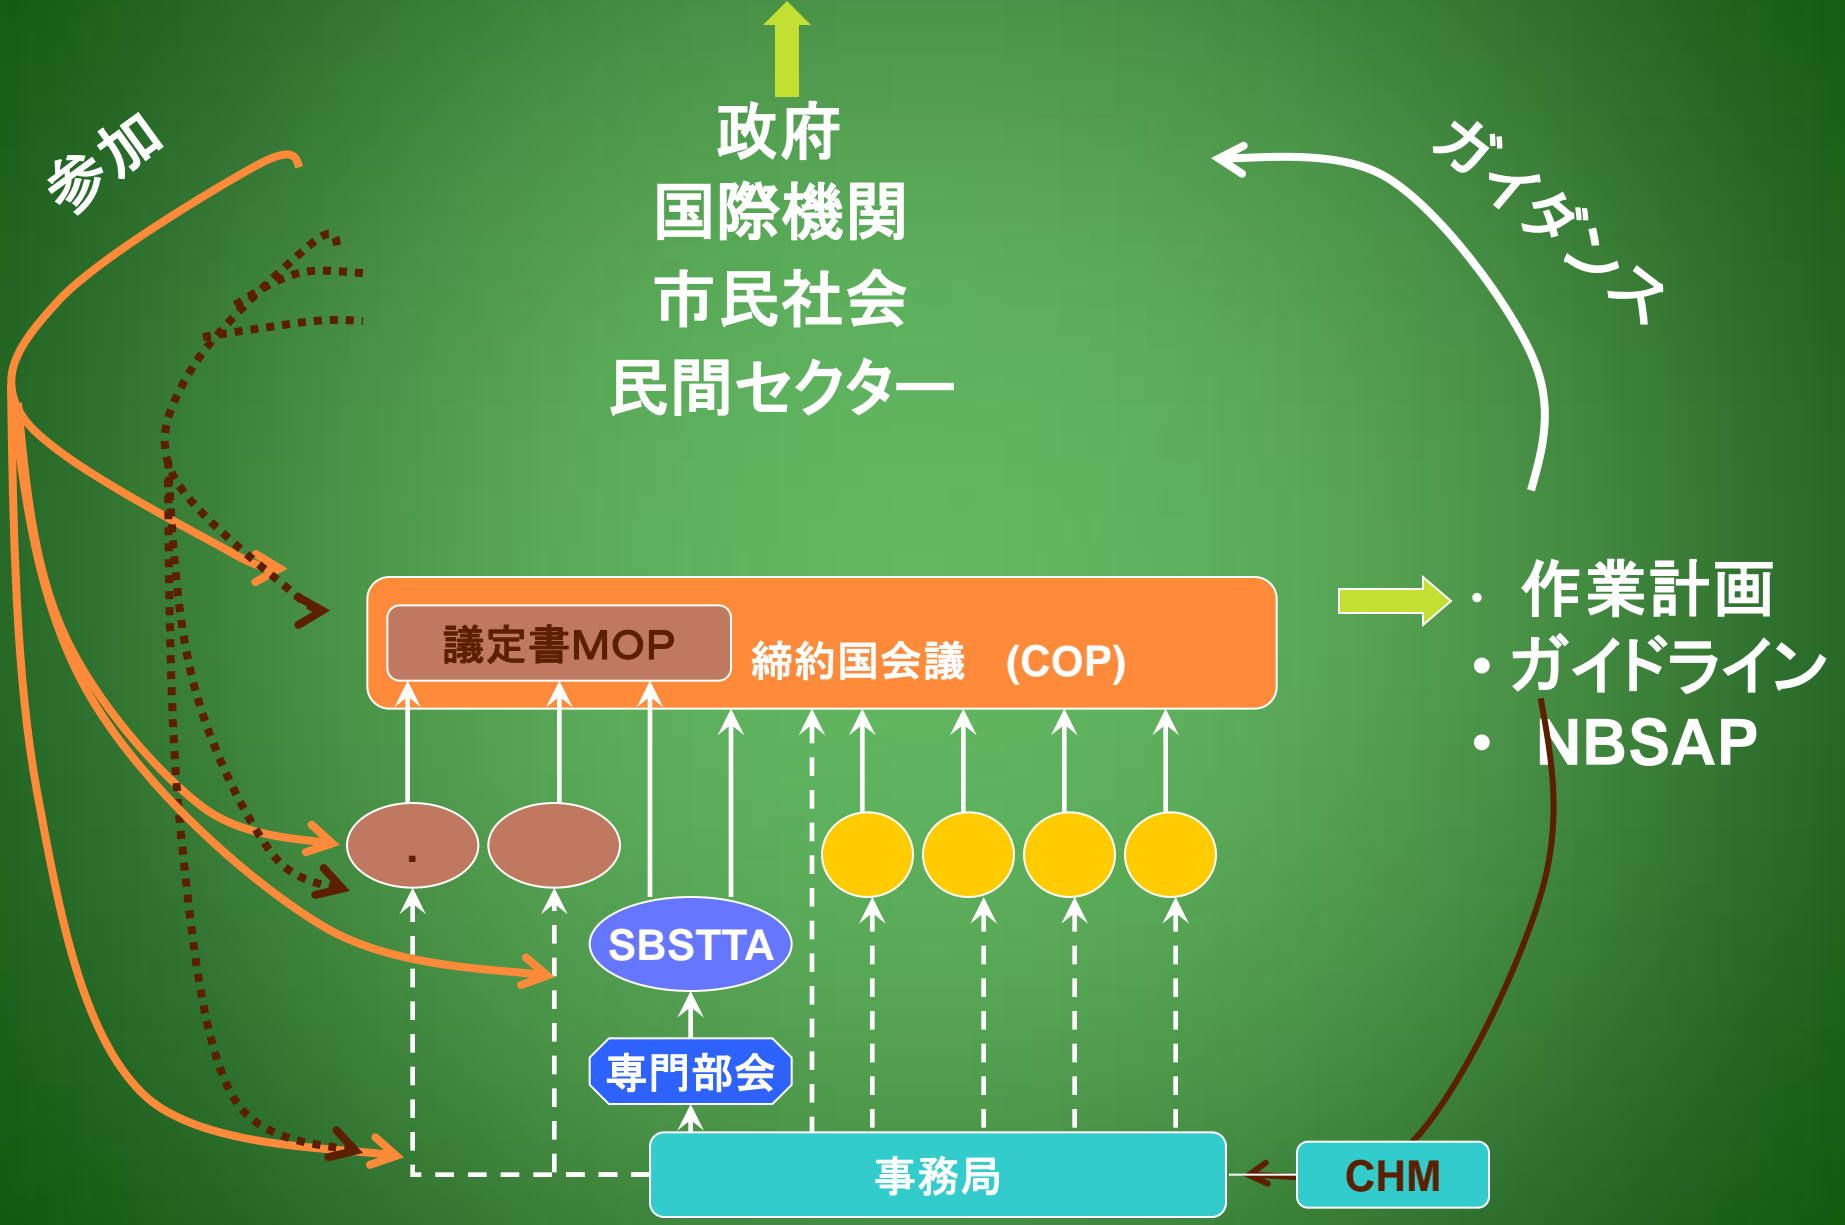 参加
政府
国際機関
市民社会
民間セクター
ガイダンス
議定書MOP
締約国会議 (COP)
• 作業計画
• ガイドライン
• NBSAP
.
SBSTTA
専門部会
事務局
CHM